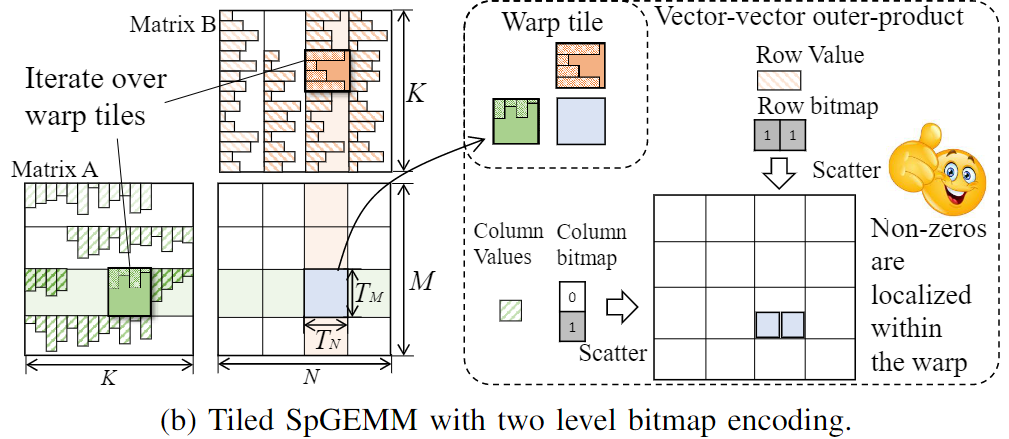 Matrix B
Iterate over
warp tiles
K
Matrix A
M
T_M
T_N
K
N
Warp tile
Vector-vector outer-product
Row Value
Row bitmap
1 1
Scatter
Column
Values
Column
bitmap
0
1
Scatter
Non-zeros
are
localized
within
the warp
(b) Tiled SpGEMM with two level bitmap encoding.